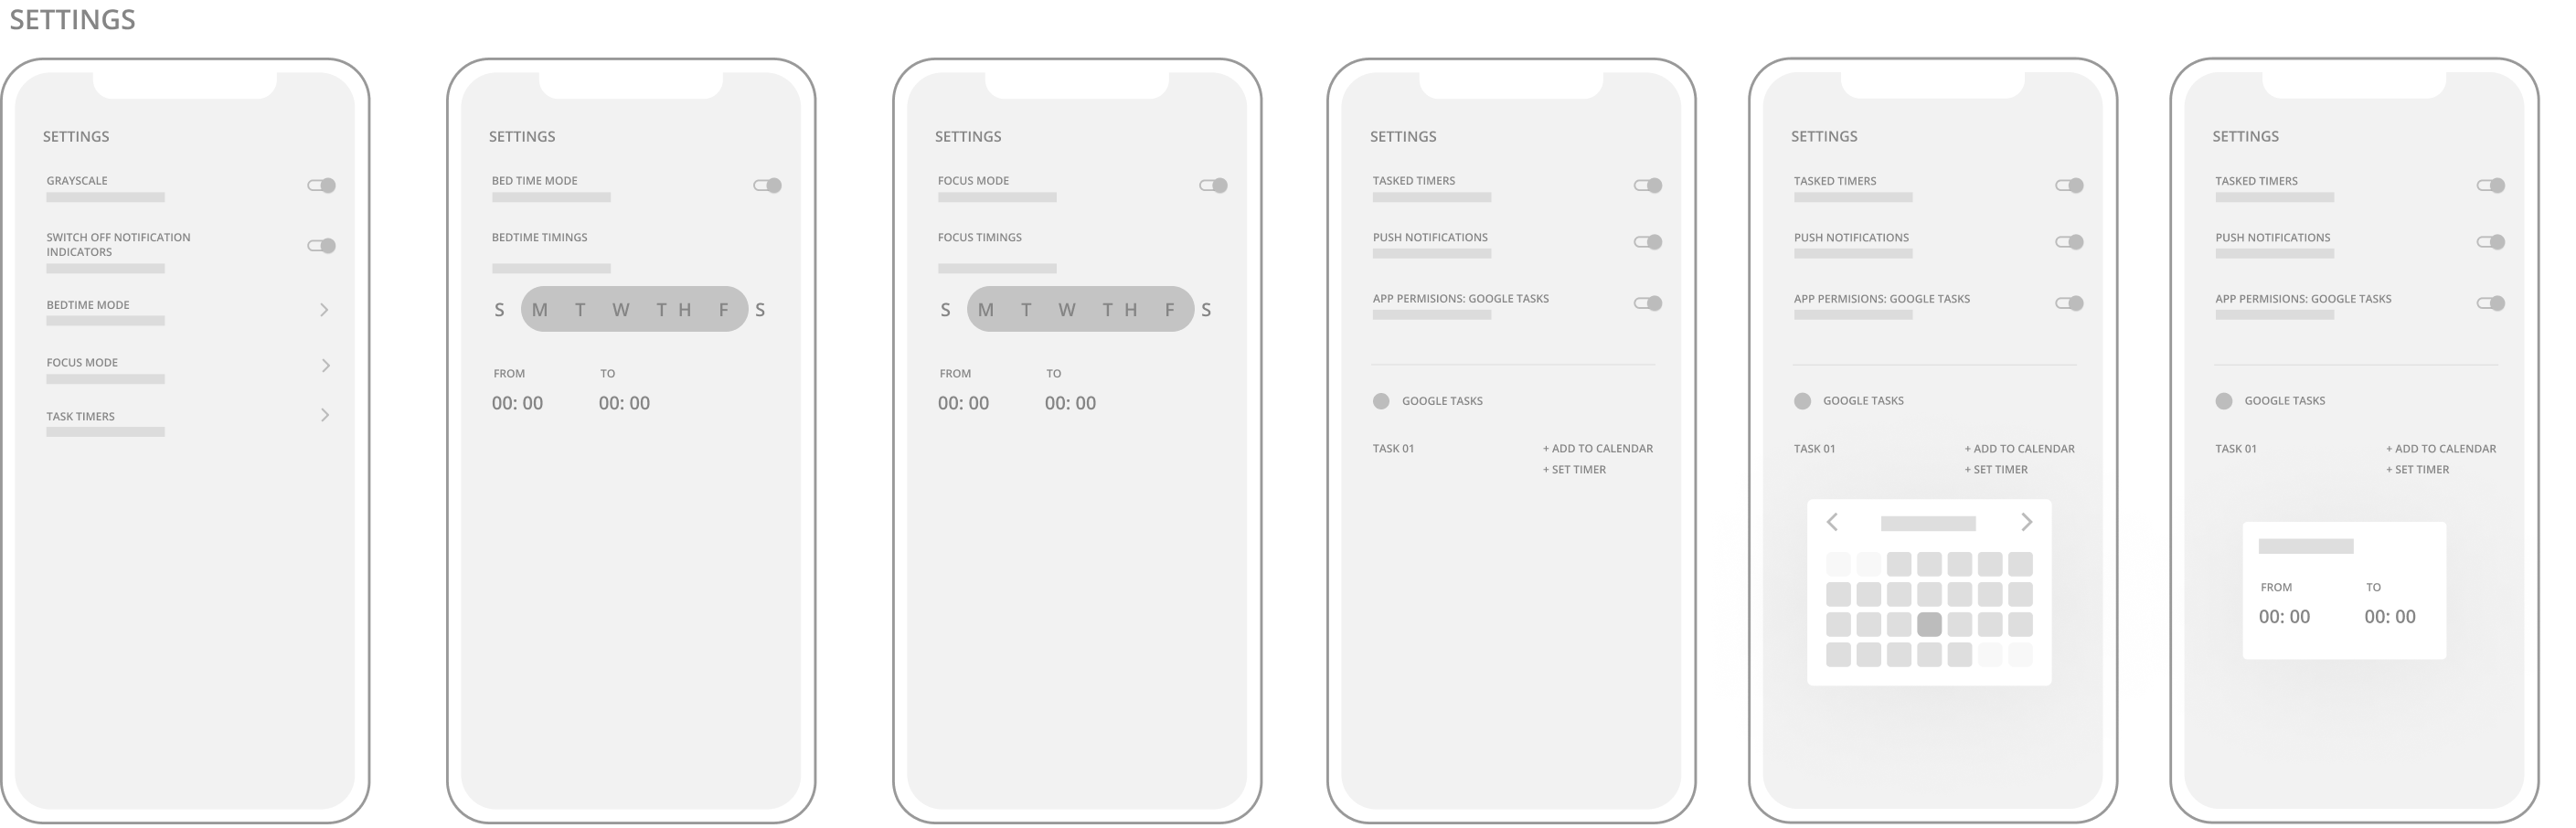 SETTINGS
SETTINGS
GRAYSCALE
SWITCH OFF NOTIFICATION
INDICATORS
BEDTIME MODE
FOCUS MODE
TASK TIMERS
SETTINGS
BED TIME MODE
BEDTIME TIMINGS
S M T W T H F S
FROM TO
00: 00 00: 00
SETTINGS
FOCUS MODE
FOCUS TIMINGS
S M T W T H F S
FROM TO
00: 00 00: 00
SETTINGS
TASKED TIMERS
PUSH NOTIFICATIONS
APP PERMISIONS: GOOGLE TASKS
GOOGLE TASKS
TASK 01 + ADD TO CALENDAR
+ SET TIMER
SETTINGS
TASKED TIMERS
PUSH NOTIFICATIONS
APP PERMISIONS: GOOGLE TASKS
GOOGLE TASKS
TASK 01 + ADD TO CALENDAR
+ SET TIMER
SETTINGS
TASKED TIMERS
PUSH NOTIFICATIONS
APP PERMISIONS: GOOGLE TASKS
GOOGLE TASKS
TASK 01 + ADD TO CALENDAR
+ SET TIMER
FROM TO
00: 00 00: 00